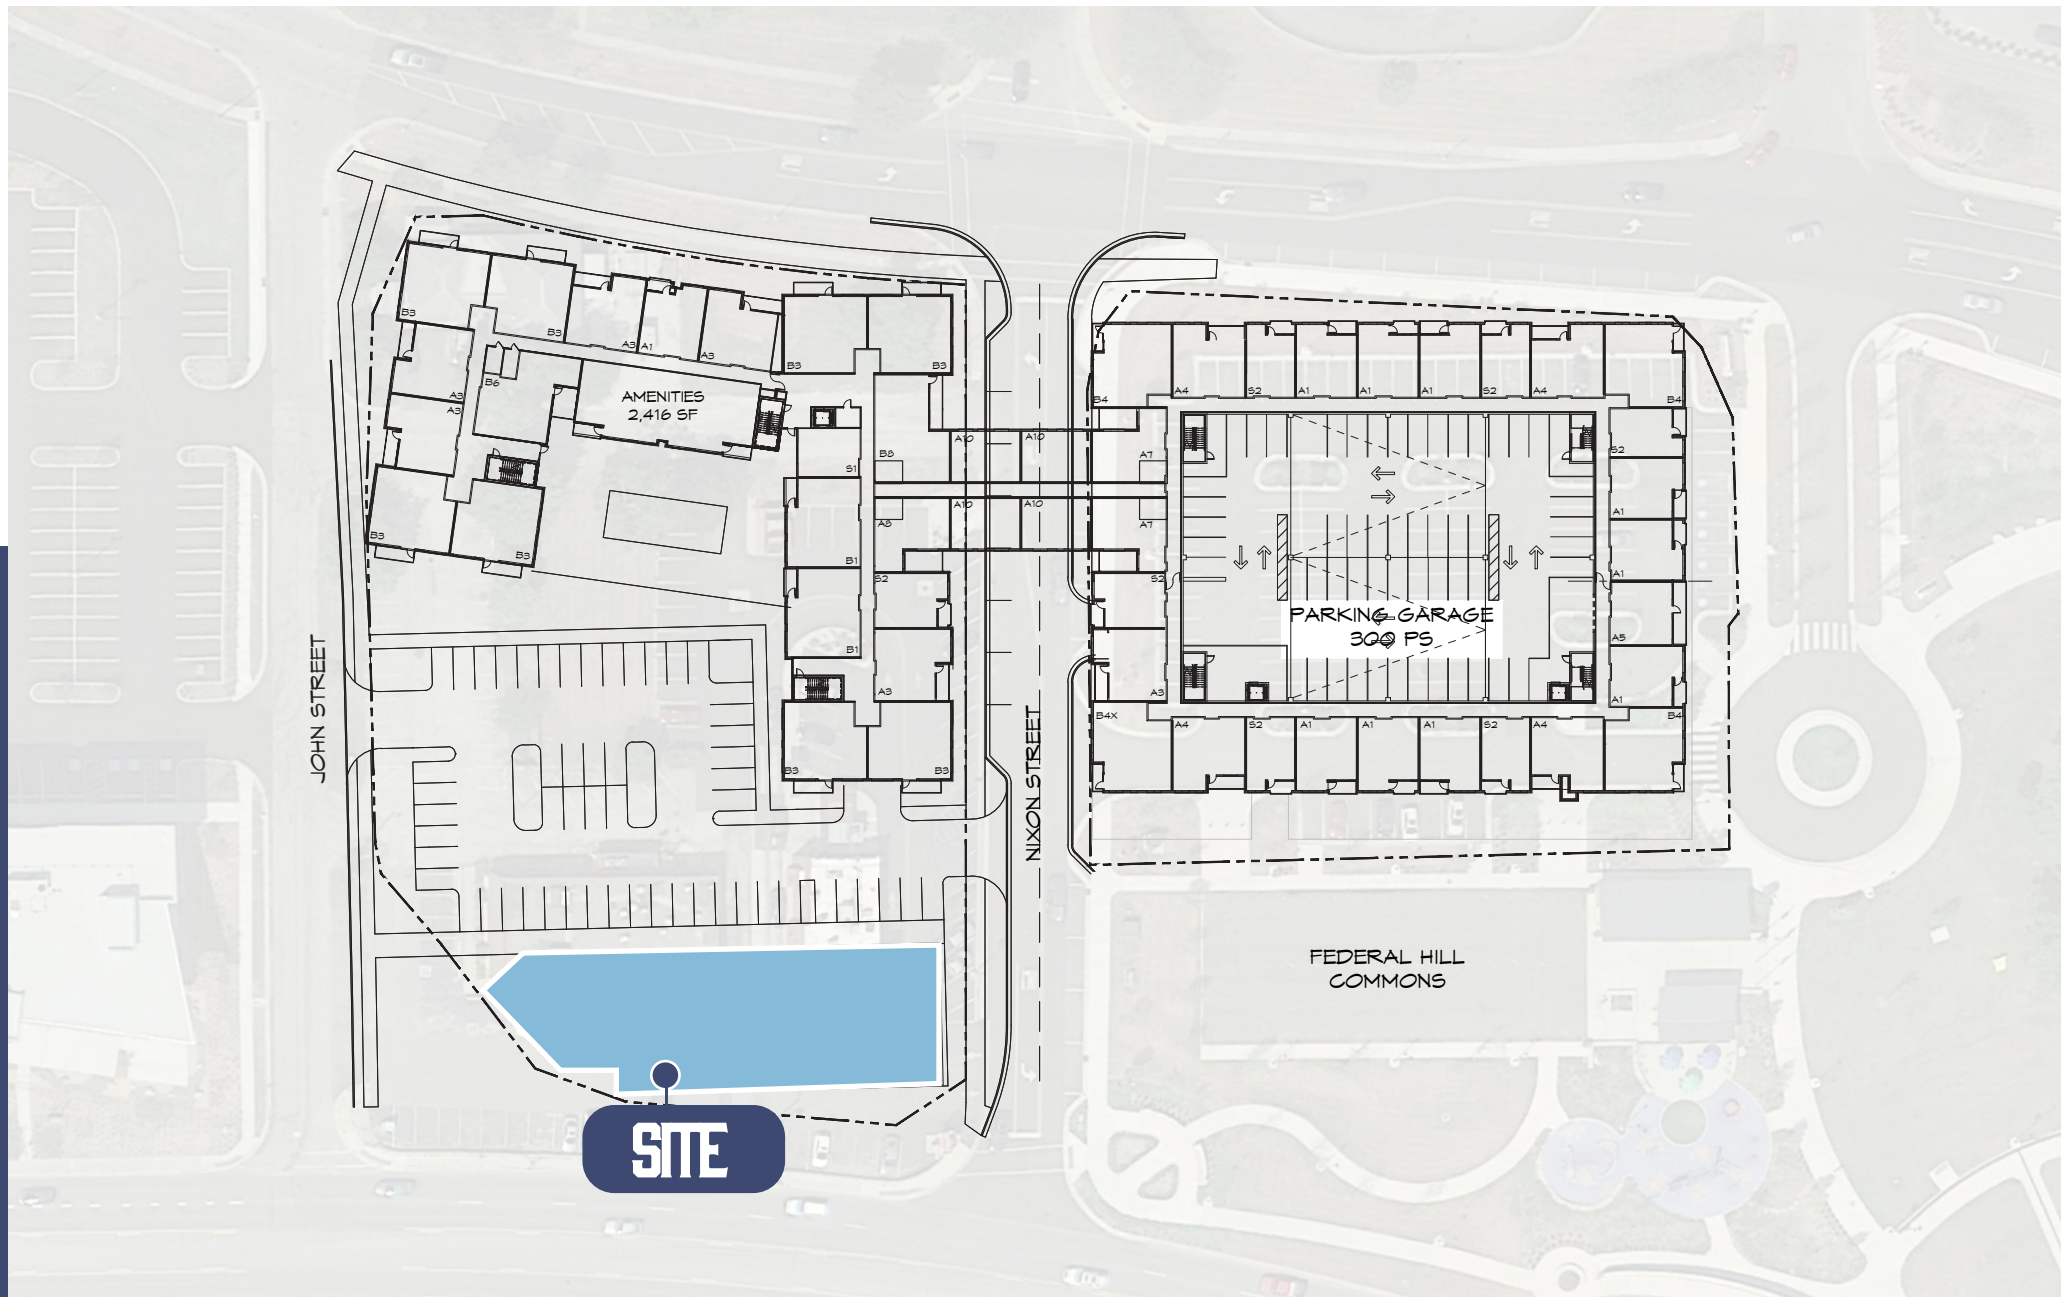 B3
B3
A3
A1
A3
B3
B3
A3
B6
A3
AMENITIES
2,416 SF
S1
B8
A10
A10
A7
A8
A10
A10
A7
B3
B3
B1
S2
S2
B1
A3
A3
B3
B3
B4
A4
S2
A1
A1
A1
S2
A4
B4
S2
A1
A1
A5
A1
PARKING GARAGE
300 PS
B4X
A4
S2
A1
A1
A1
S2
A4
B4
JOHN STREET
NIXON STREET
FEDERAL HILL
COMMONS
SITE